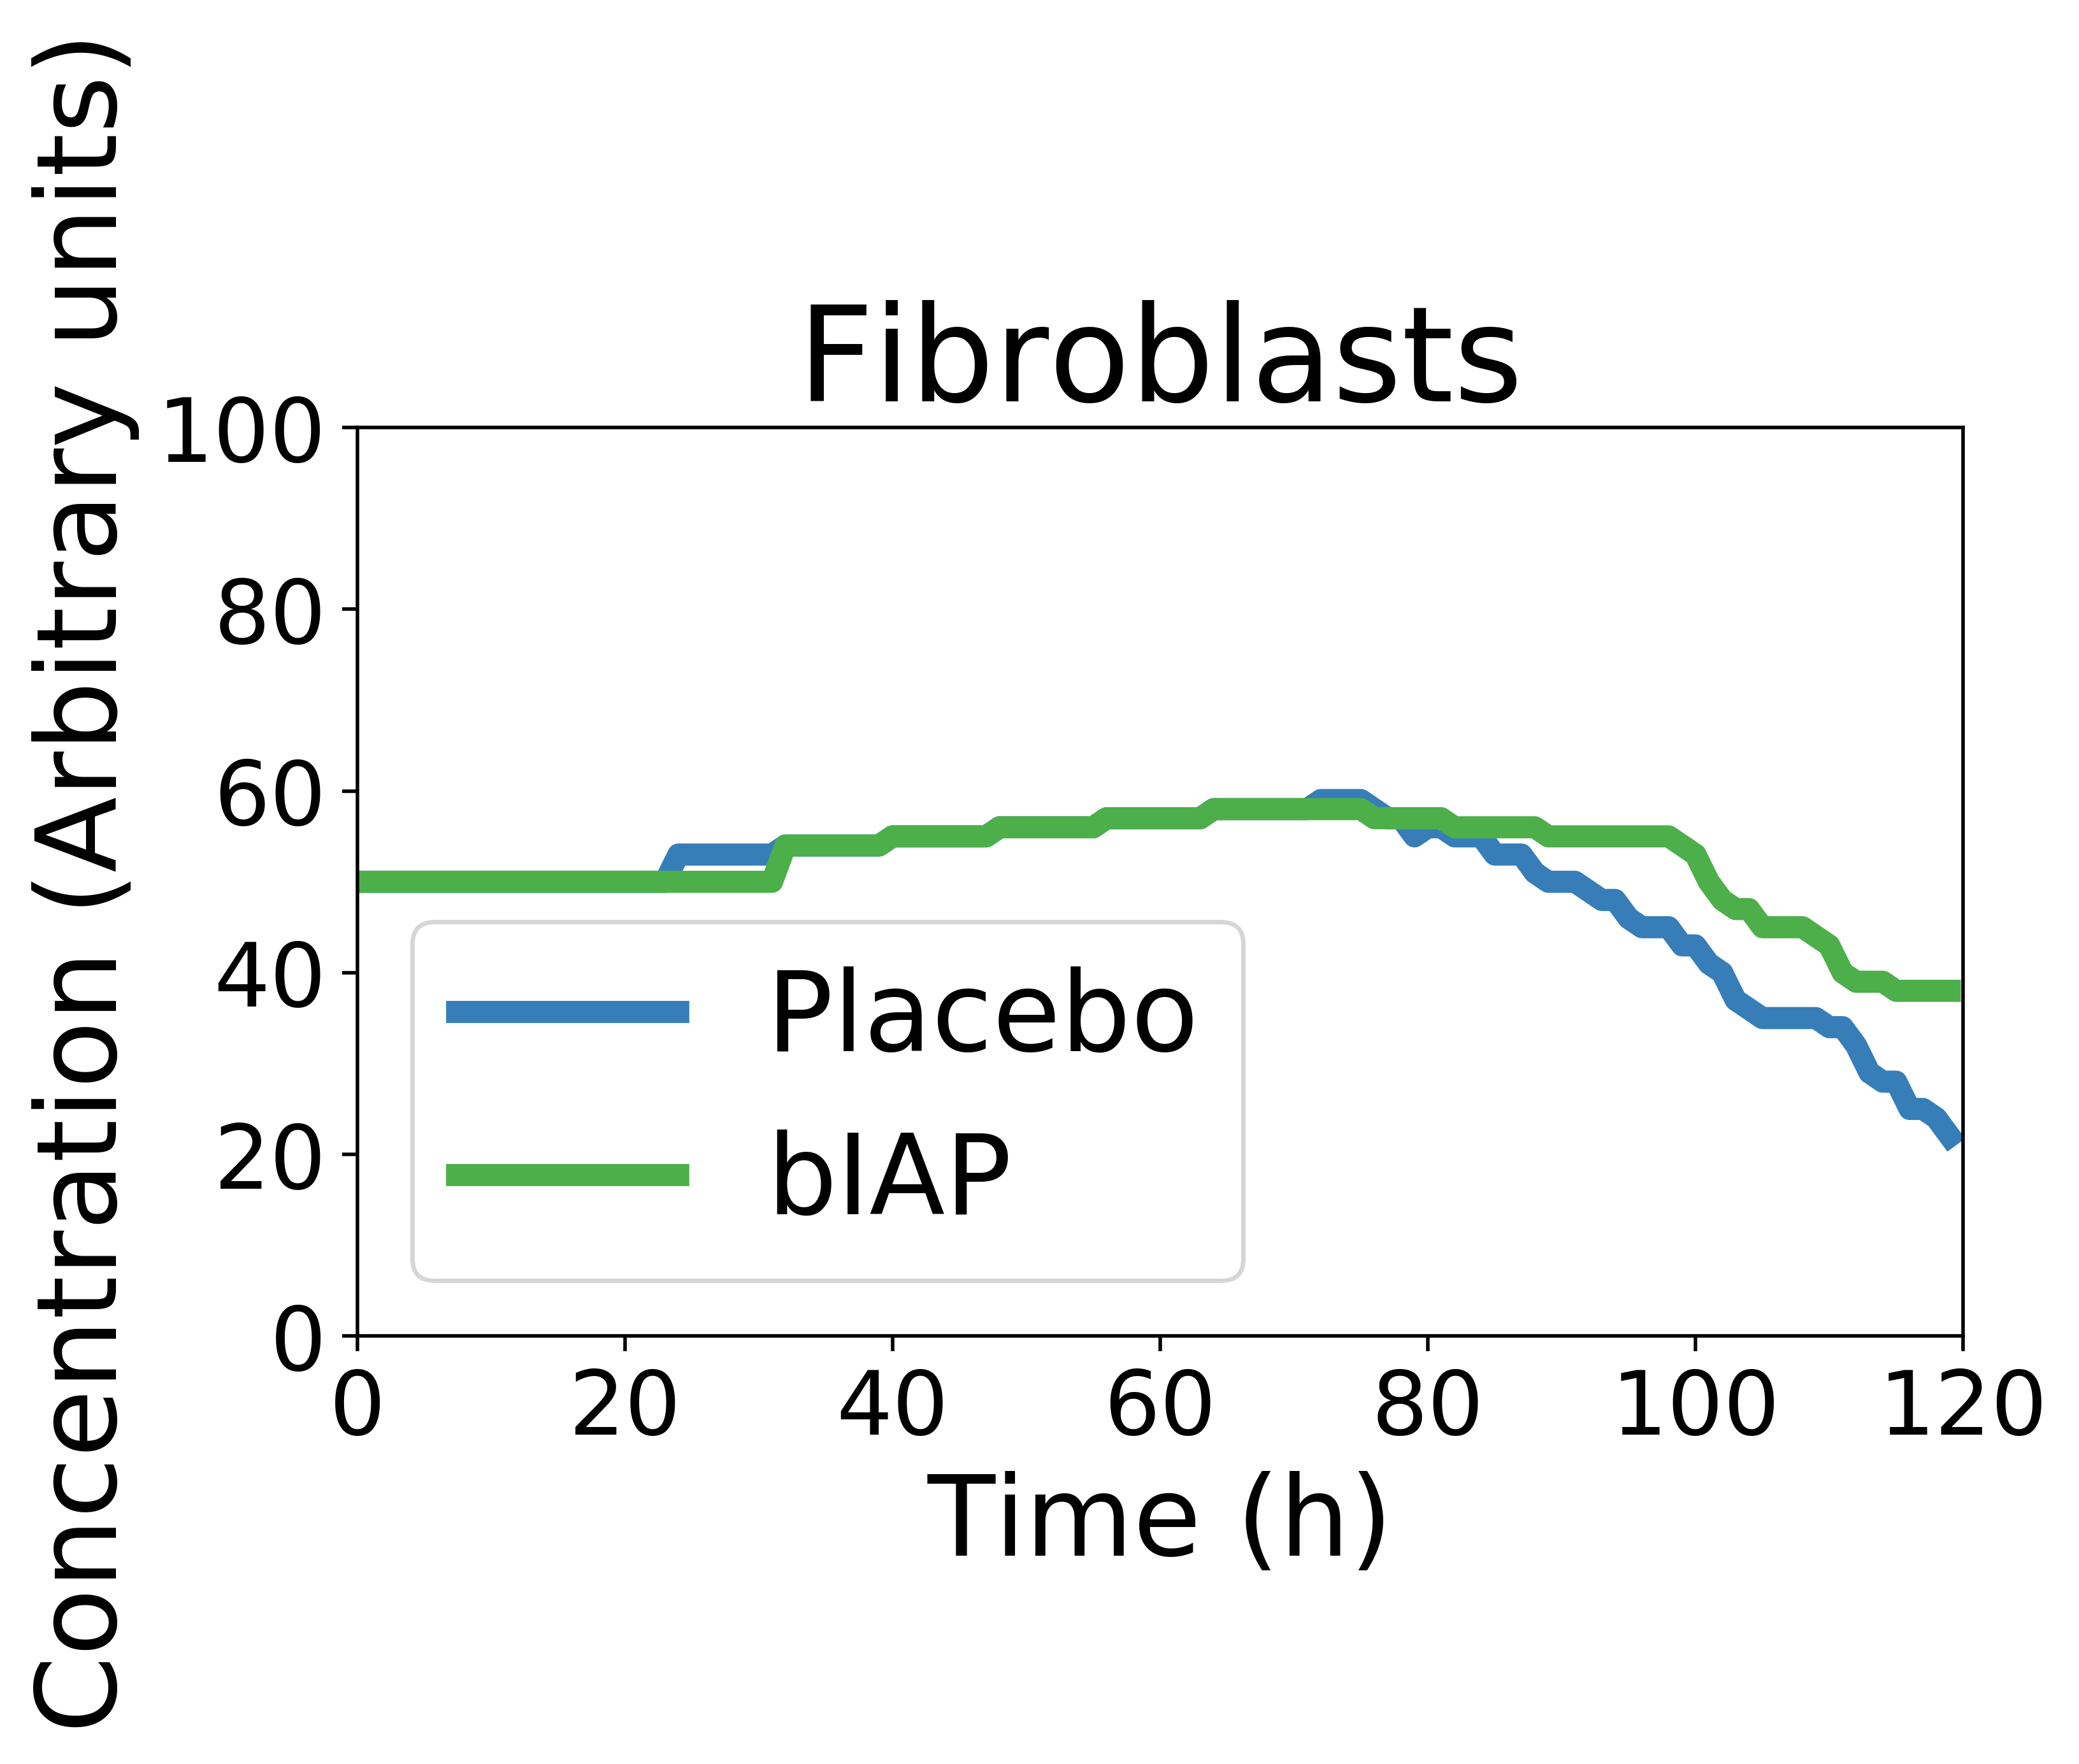 Fibroblasts
Concentration (Arbitrary units)
100
80
60
40
20
0
Placebo
bIAP
0 20 40 60 80 100 120
Time (h)